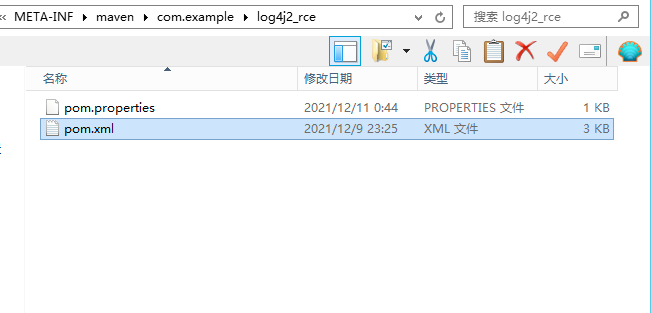 « META-INF ▸ maven ▸ com.example ▸ log4j2_rce
搜索 log4j2_rce
名称 修改日期 类型 大小
pom.properties 2021/12/11 0:44 PROPERTIES 文件 1 KB
pom.xml 2021/12/9 23:25 XML 文件 3 KB